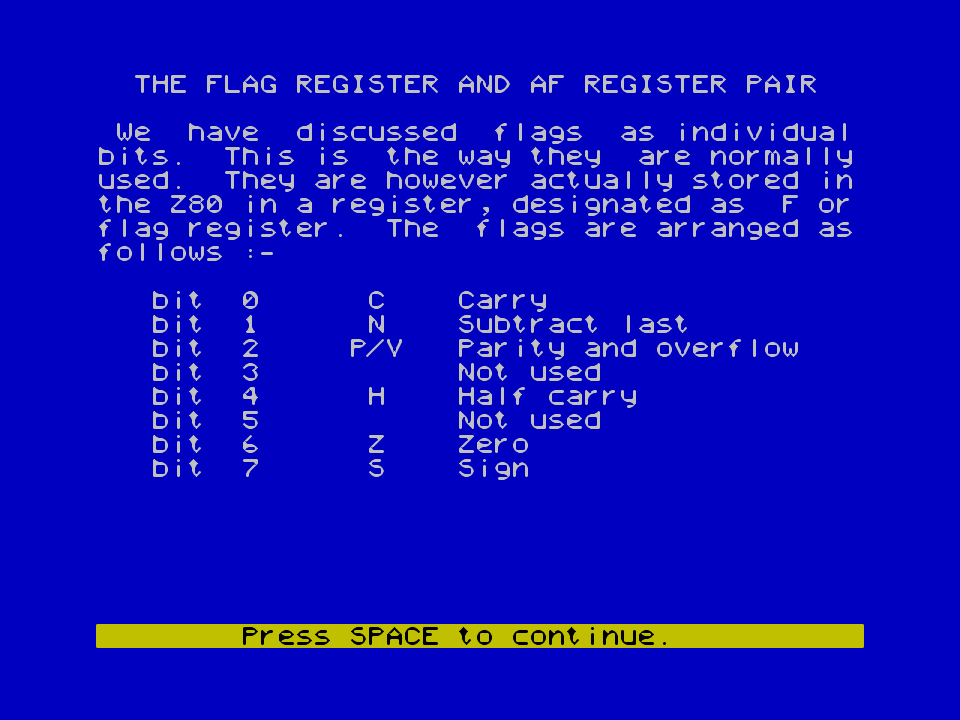 THE FLAG REGISTER AND AF REGISTER PAIR
We have discussed flags as individual
bits. This is the way they are normally
used. They are however actually stored in
the Z80 in a register, designated as F or
flag register. The flags are arranged as
follows :-
bit 0 C Carry
bit 1 N Subtract last
bit 2 P/V Parity and overflow
bit 3 Not used
bit 4 H Half carry
bit 5 Not used
bit 6 Z Zero
bit 7 S Sign
Press SPACE to continue.